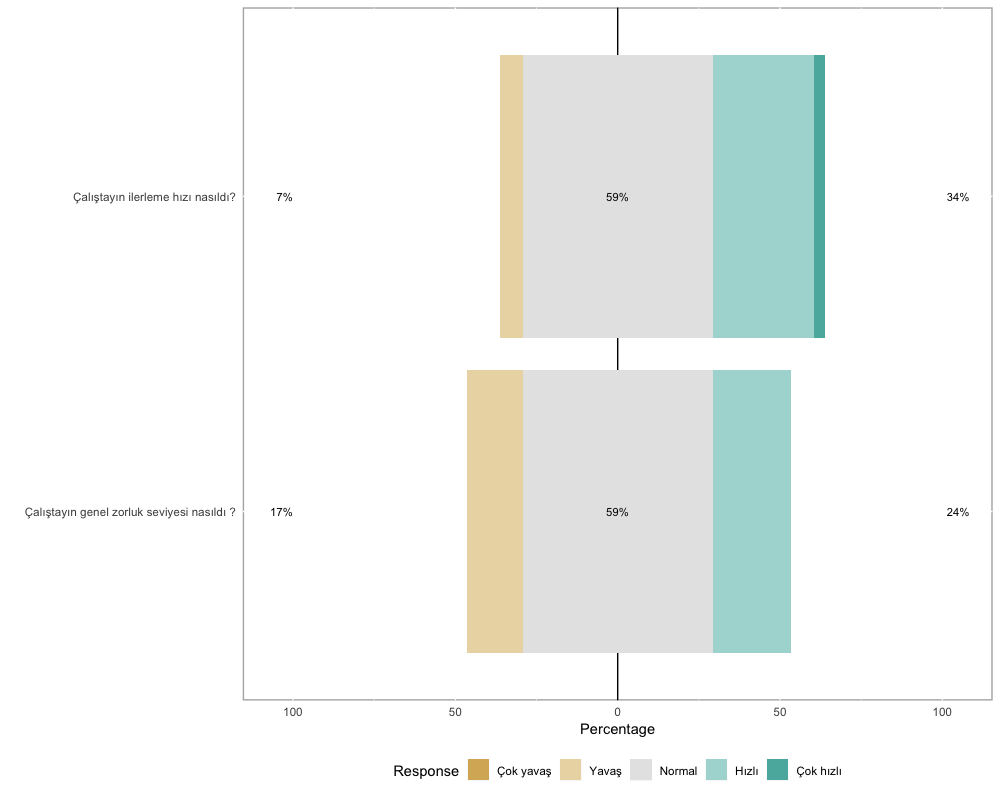 Çalıştayın ilerleme hızı nasıldı? 7% 59% 34%
Çalıştayın genel zorluk seviyesi nasıldı ? 17% 59% 24%
100 50 0 50 100
Percentage
Response Çok yavaş Yavaş Normal Hızlı Çok hızlı